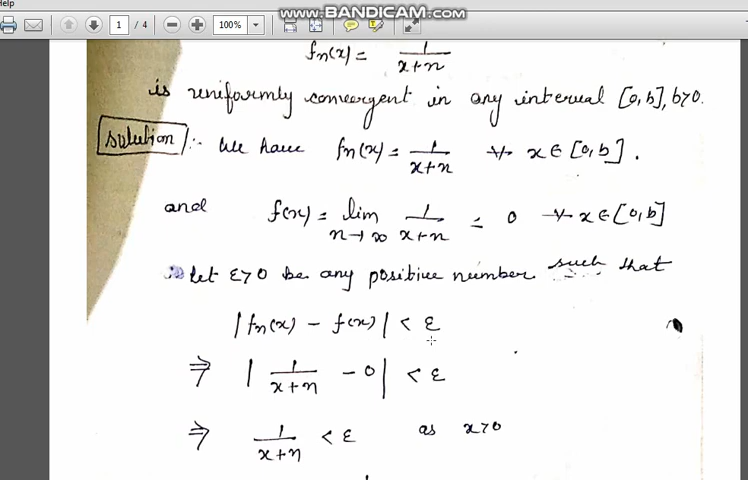 WWW.BANDICAM.COM
Help
1 / 4
100%
fn(x) = 1/(x+n)
is uniformly convergent in any interval [0, b], b>0.
Solution :- We have fn(x) = 1/(x+n) ∀ x ∈ [0, b].
and f(x) = lim n→∞ 1/(x+n) = 0 ∀ x ∈ [0, b]
Let ε>0 be any positive number such that
|fn(x) - f(x)| < ε
⇒ |1/(x+n) - 0| < ε
⇒ 1/(x+n) < ε as x>0